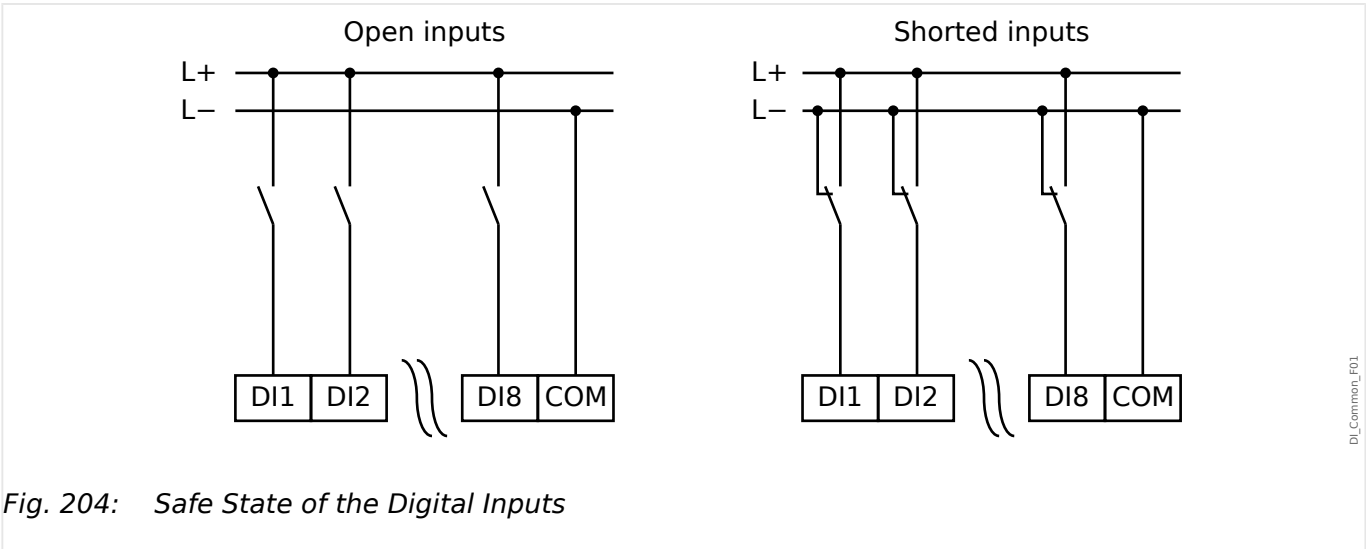 Open inputs
Shorted inputs
L+
L−
L+
L−
DI1 DI2 DI8 COM
DI1 DI2 DI8 COM
DI_Common_F01
Fig. 204: Safe State of the Digital Inputs